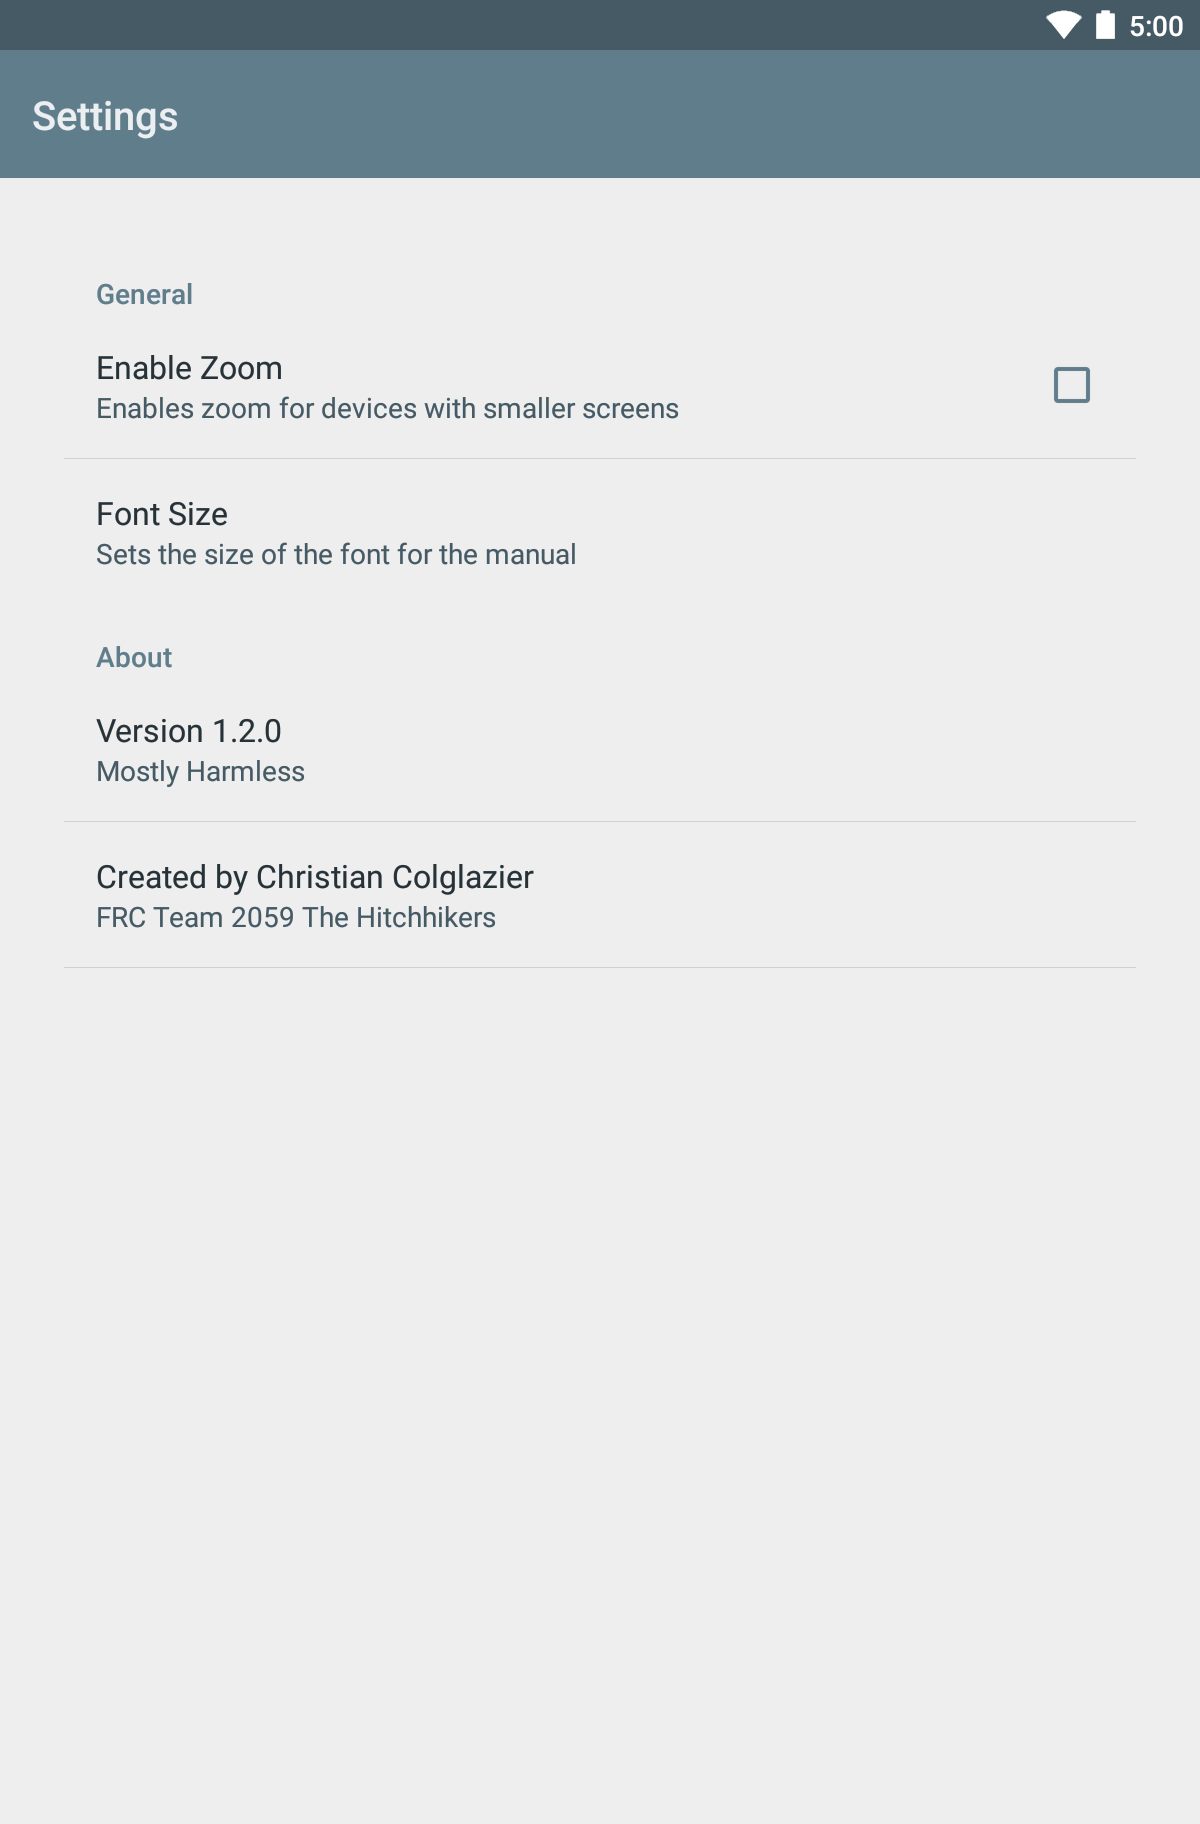 5:00
Settings
General
Enable Zoom
Enables zoom for devices with smaller screens
Font Size
Sets the size of the font for the manual
About
Version 1.2.0
Mostly Harmless
Created by Christian Colglazier
FRC Team 2059 The Hitchhikers